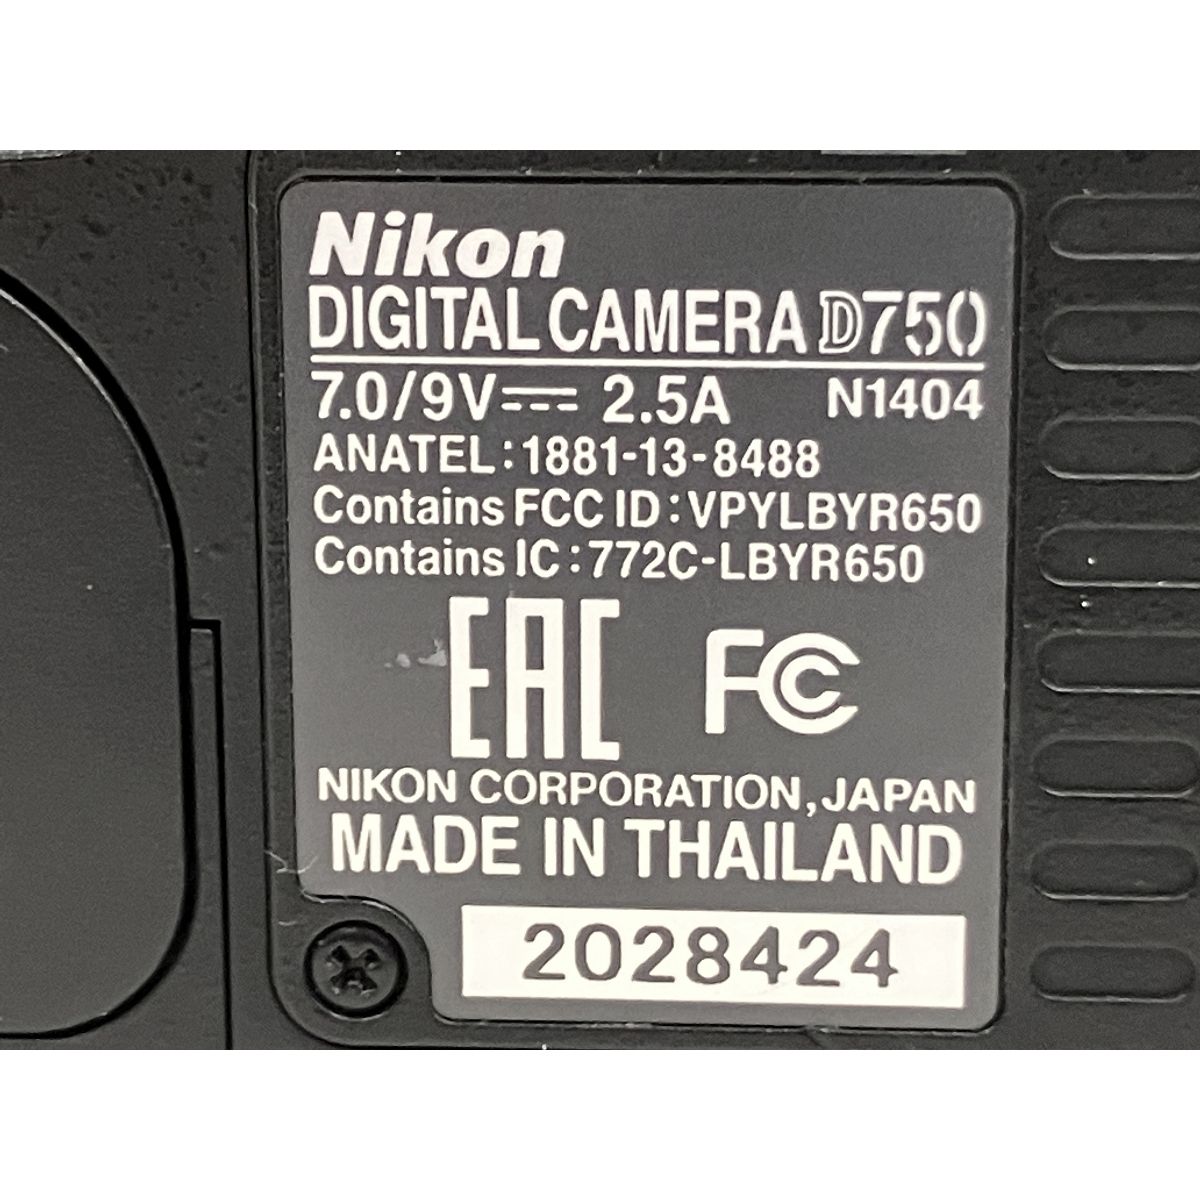 Nikon
DIGITAL CAMERA D750
7.0/9V⎓ 2.5A N1404
ANATEL:1881-13-8488
Contains FCC ID:VPYLBYR650
Contains IC:772C-LBYR650
EAC FC
NIKON CORPORATION,JAPAN
MADE IN THAILAND
2028424